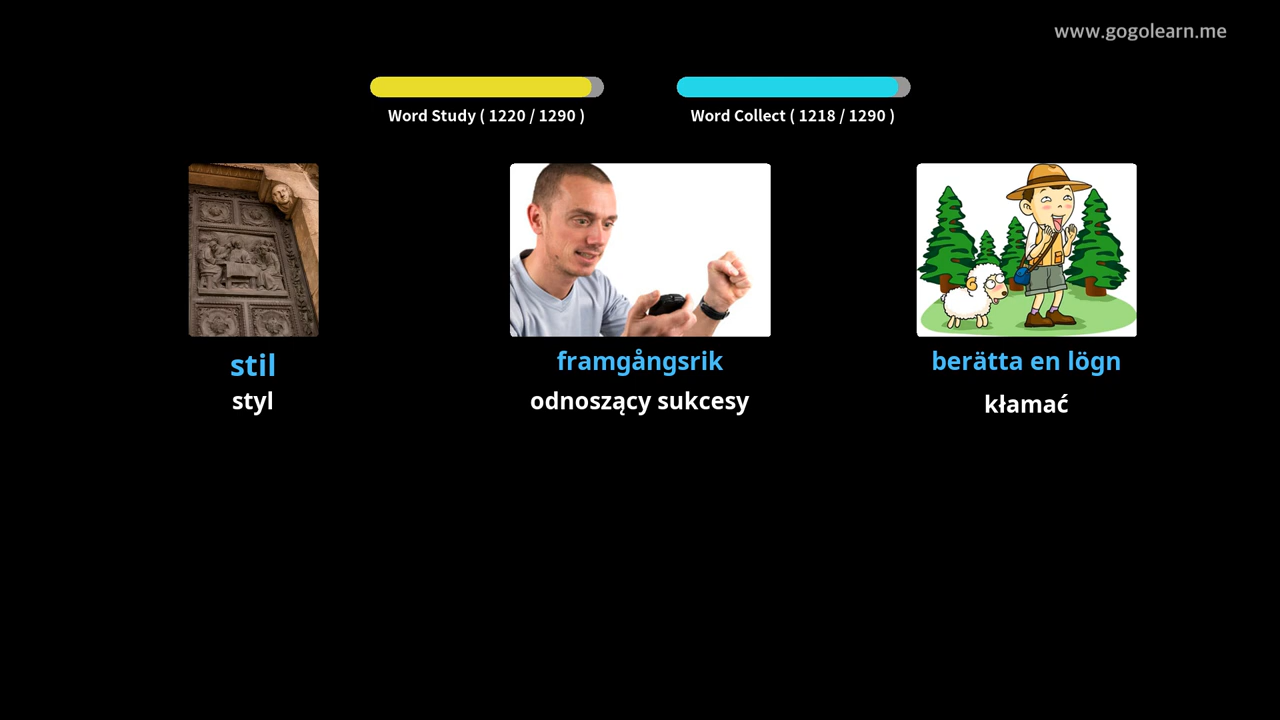 www.gogolearn.me
Word Study ( 1220 / 1290 )
Word Collect ( 1218 / 1290 )
stil
framgångsrik
berätta en lögn
styl
odnoszący sukcesy
kłamać